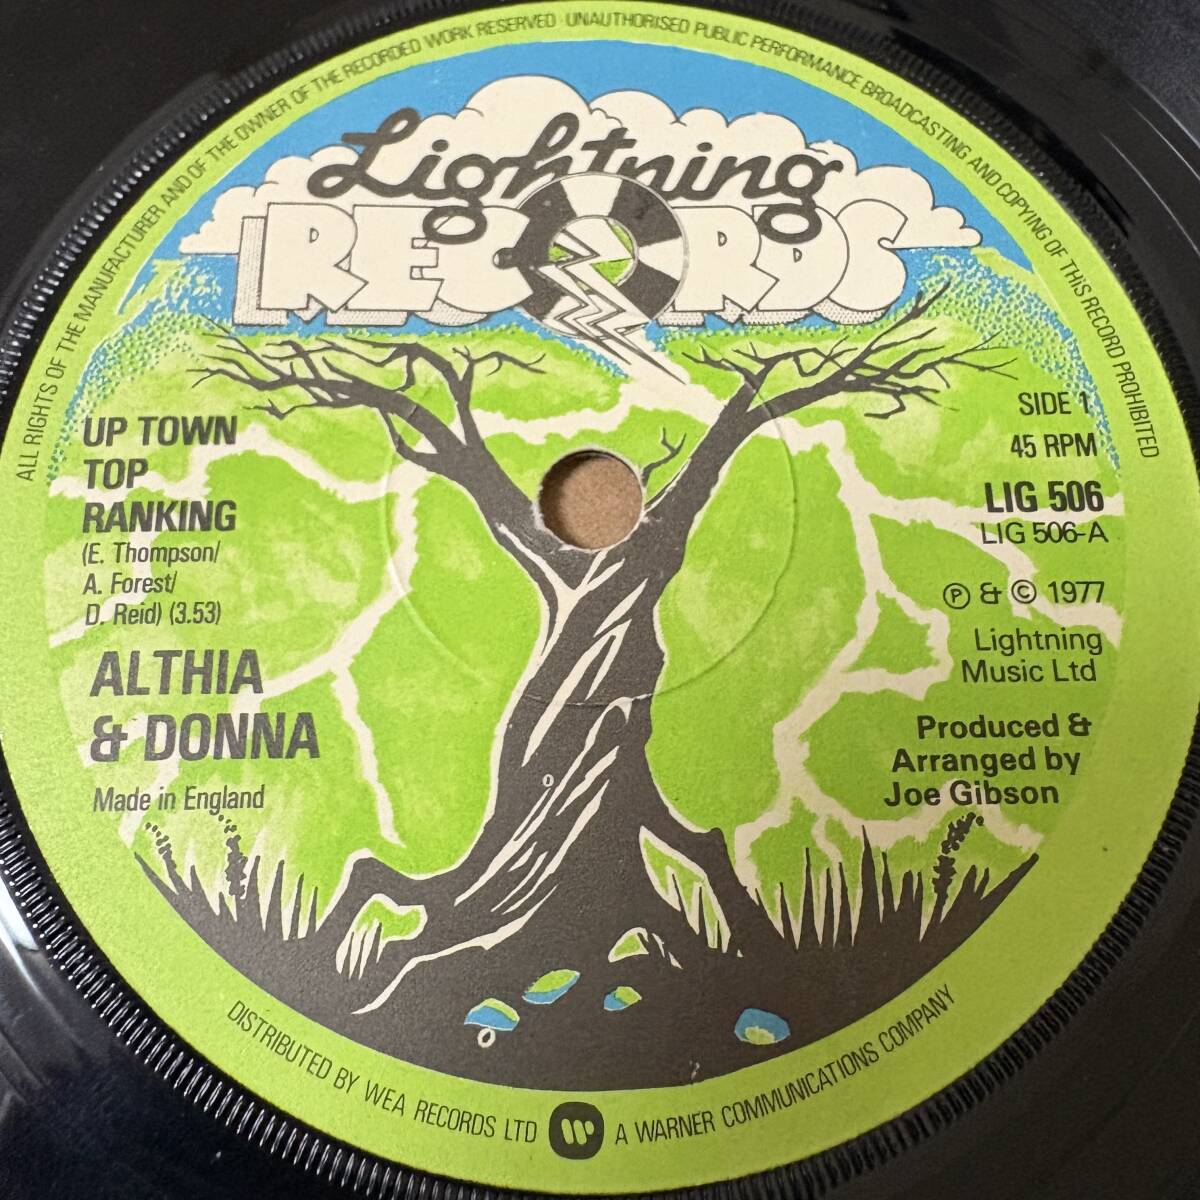 ALL RIGHTS OF THE MANUFACTURER AND OF THE OWNER OF THE RECORDED WORK RESERVED · UNAUTHORISED PUBLIC PERFORMANCE BROADCASTING AND COPYING OF THiS RECORD PROHIBITED
Lightning
RECORDS
UP TOWN
TOP
RANKING
(E. Thompson/
A. Forest/
D. Reid) (3.53)
ALTHIA
& DONNA
Made in England
SIDE 1
45 RPM
LIG 506
LIG 506-A
℗ & © 1977
Lightning
Music Ltd
Produced &
Arranged by
Joe Gibson
DISTRIBUTED BY WEA RECORDS LTD W A WARNER COMMUNICATIONS COMPANY